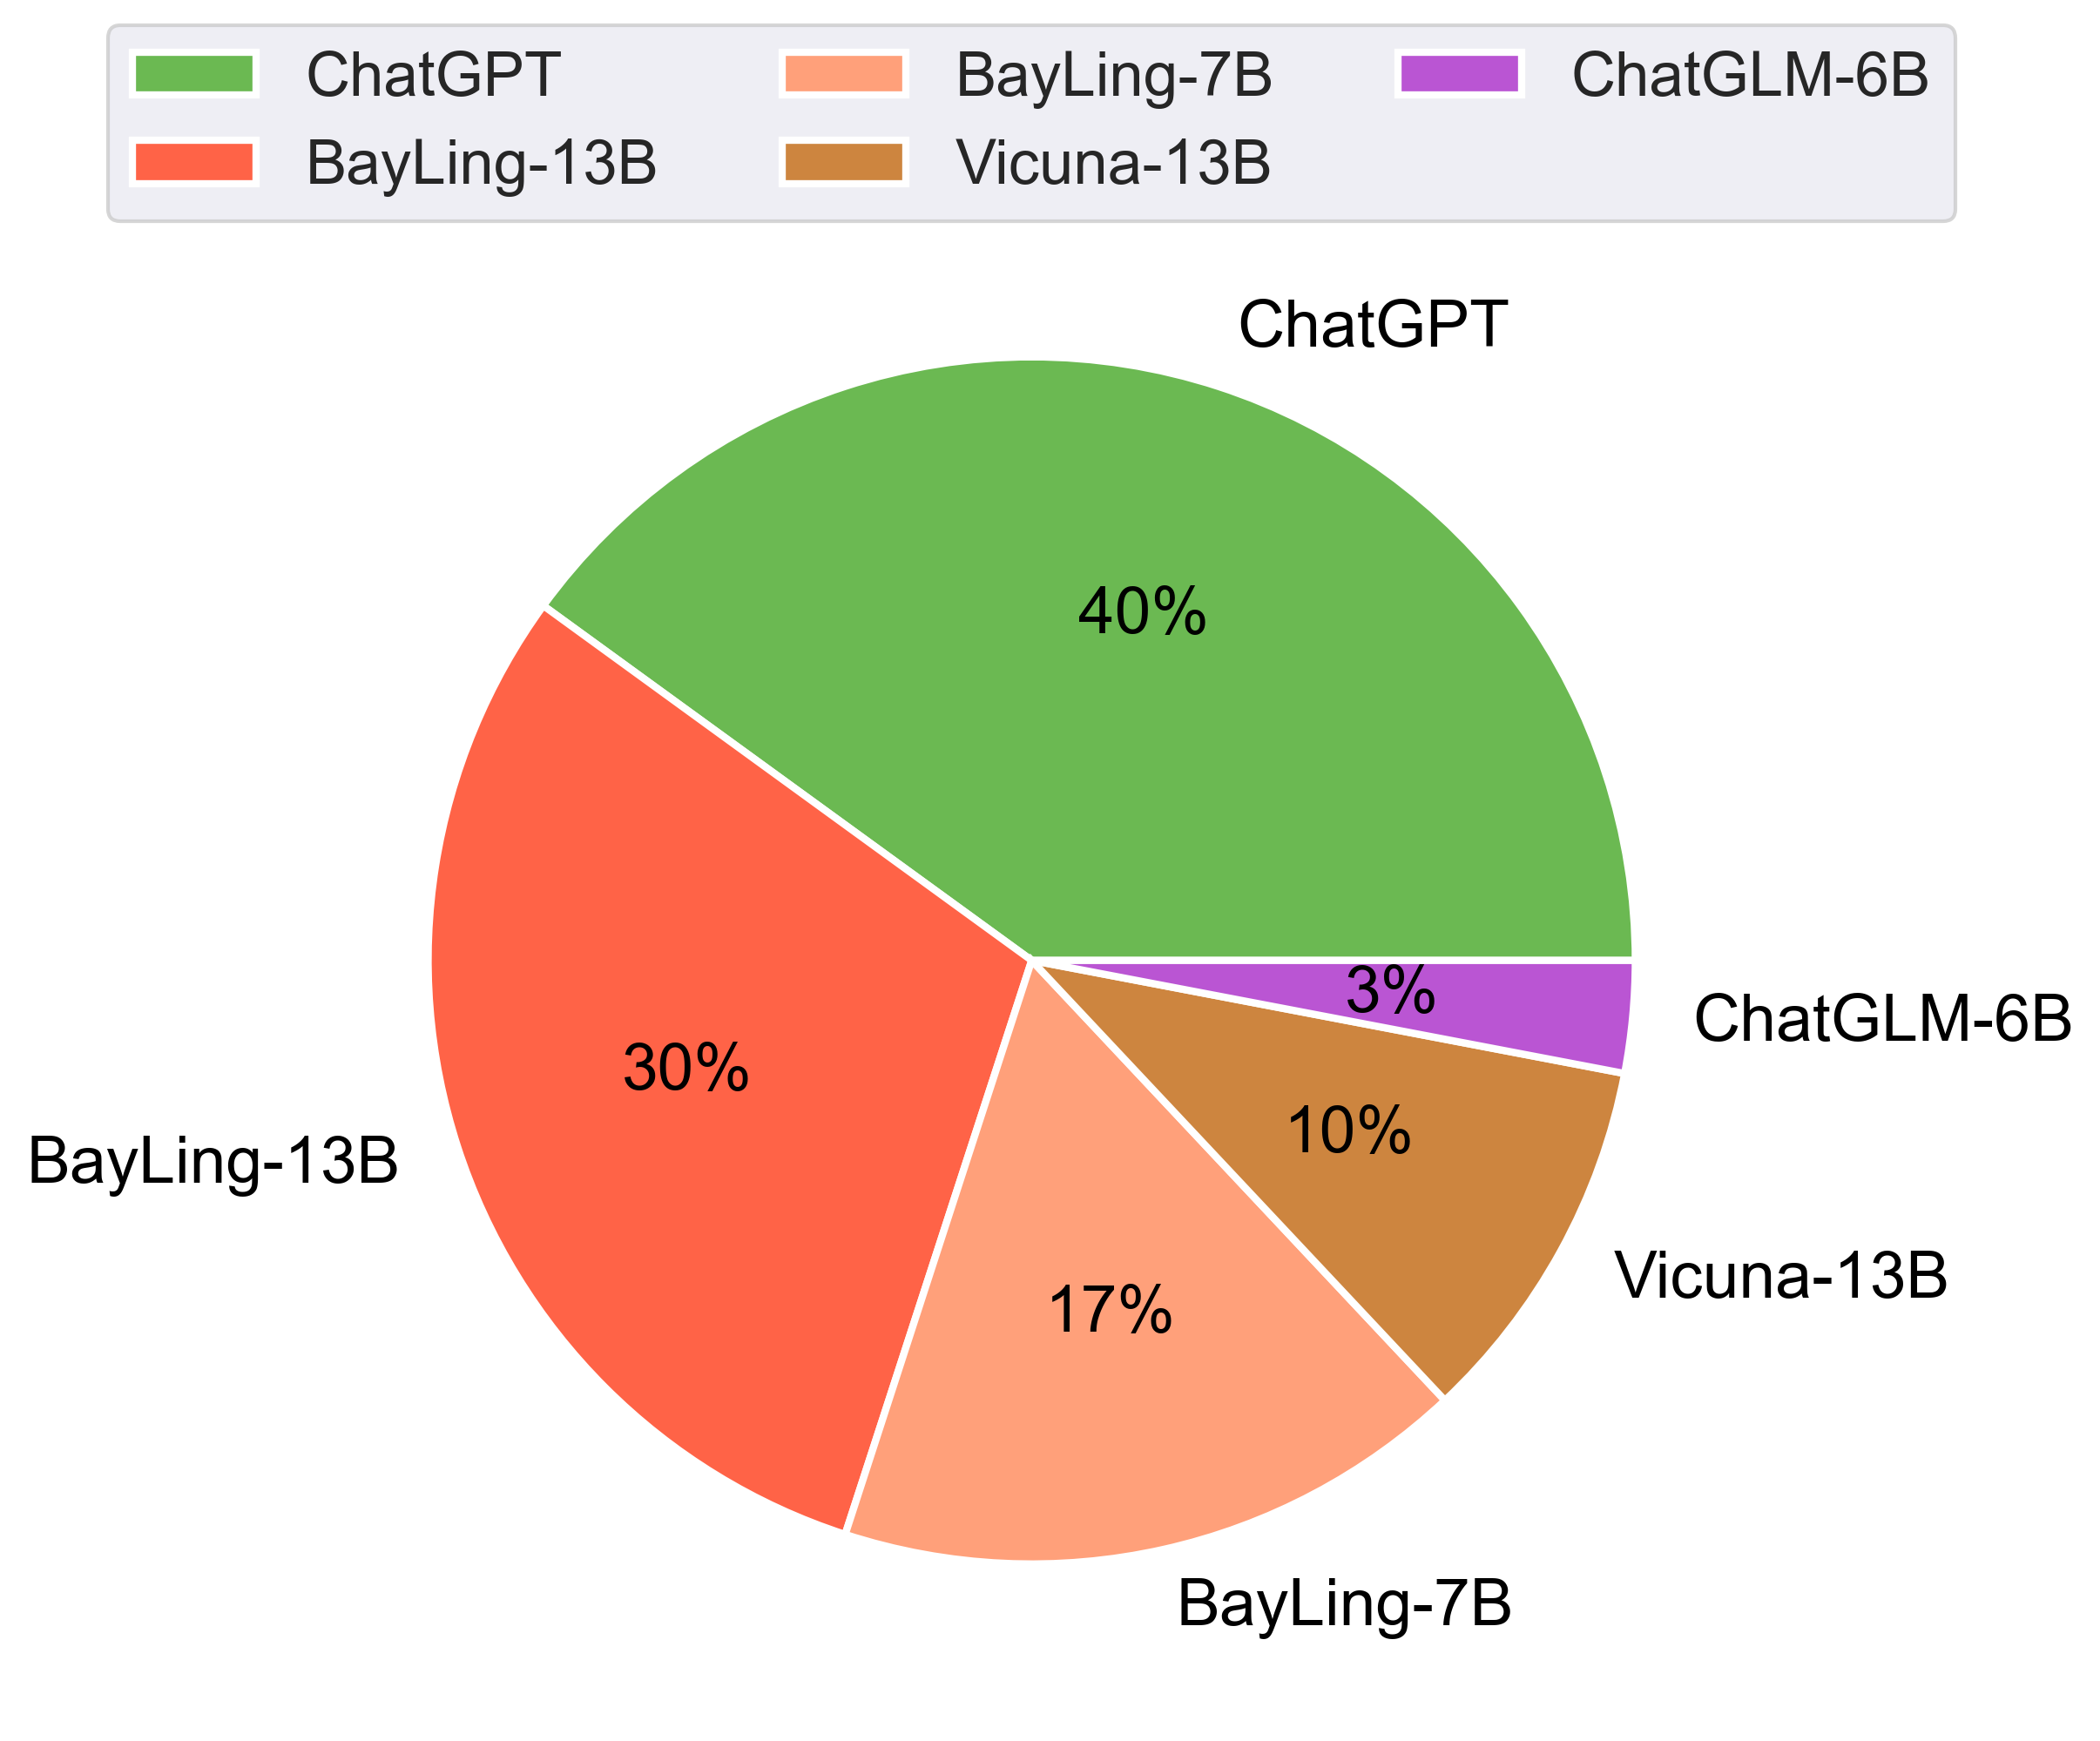 ChatGPT
BayLing-13B
BayLing-7B
Vicuna-13B
ChatGLM-6B
ChatGPT
40%
3%
ChatGLM-6B
30%
10%
BayLing-13B
Vicuna-13B
17%
BayLing-7B